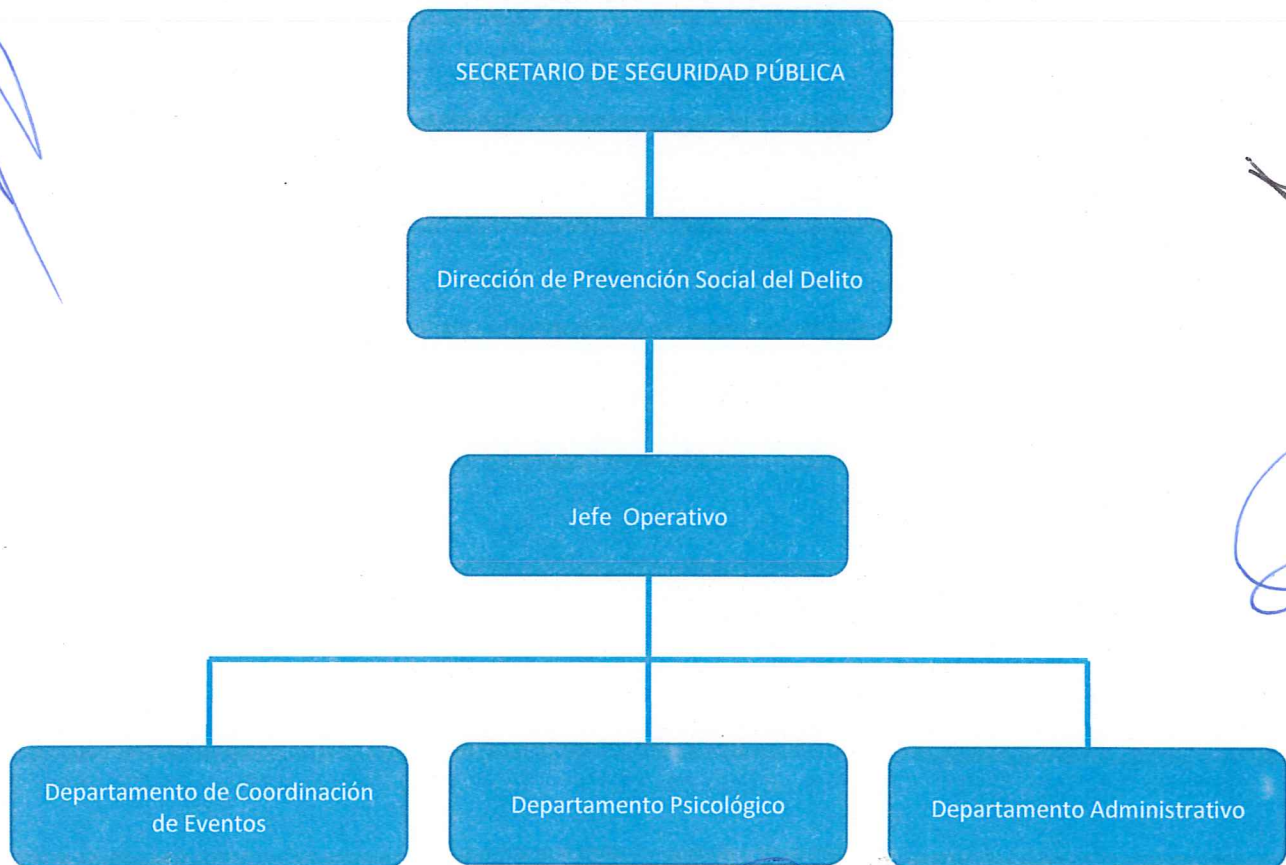 SECRETARIO DE SEGURIDAD PÚBLICA
Dirección de Prevención Social del Delito
Jefe Operativo
Departamento de Coordinación
de Eventos
Departamento Psicológico
Departamento Administrativo